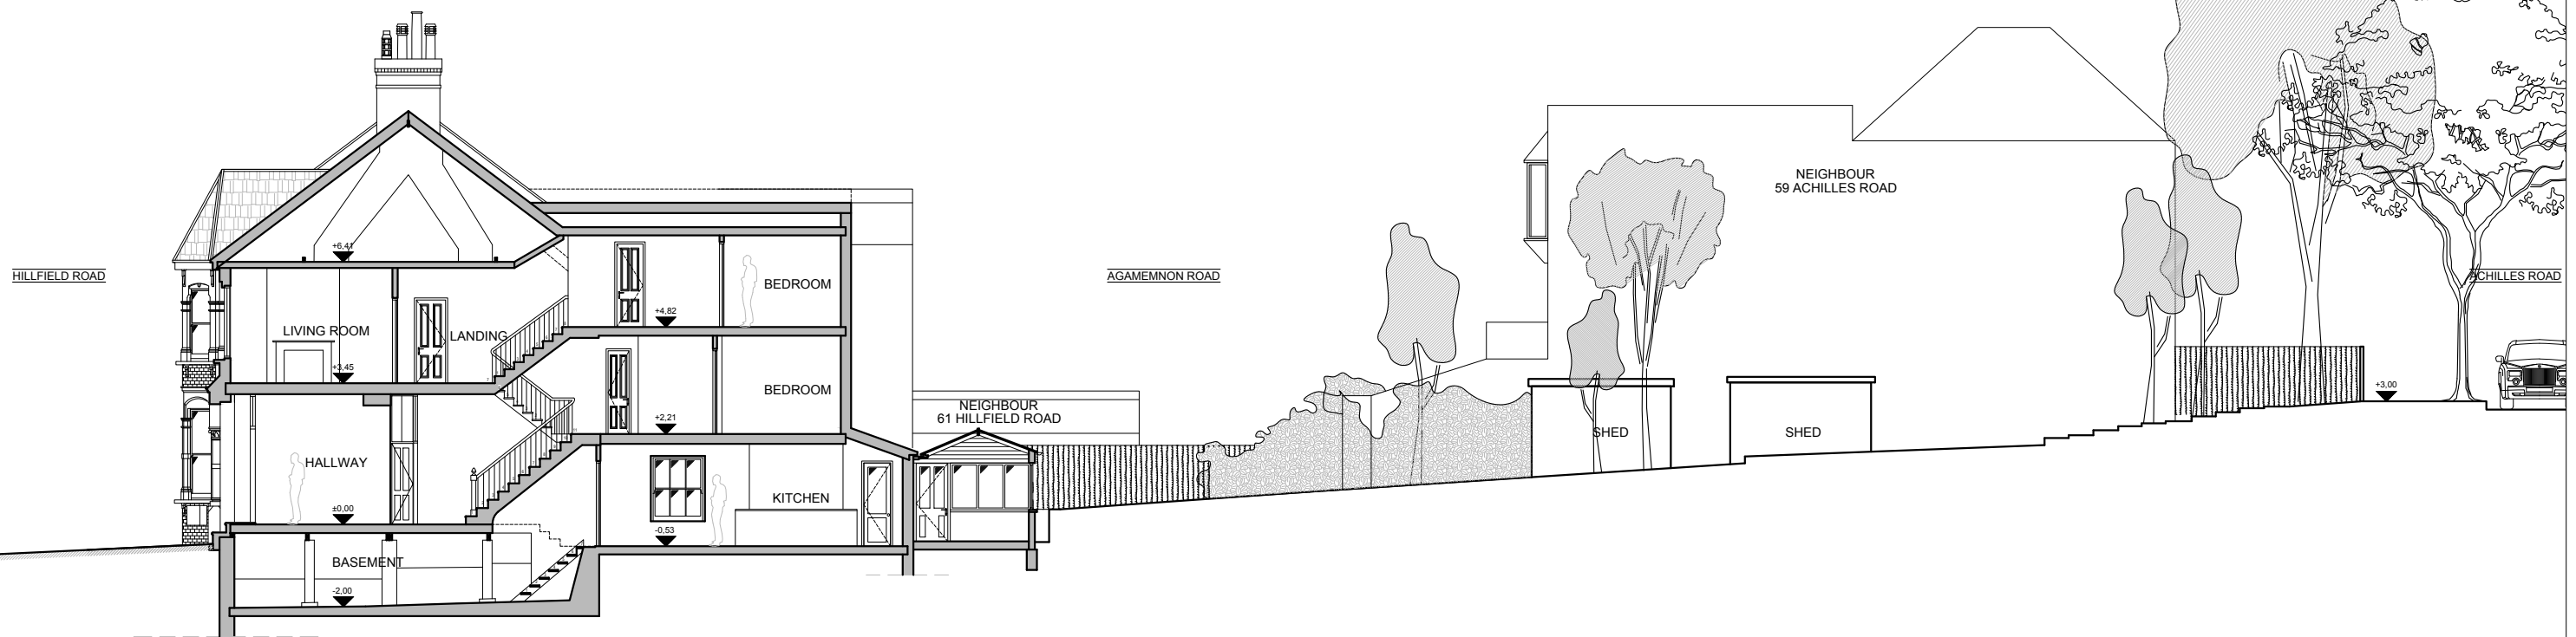 HILLFIELD ROAD
+6,41
LIVING ROOM
LANDING
+3,45
HALLWAY
±0,00
BASEMENT
-2,00
BEDROOM
+4,82
BEDROOM
+2,21
KITCHEN
-0,53
NEIGHBOUR
61 HILLFIELD ROAD
AGAMEMNON ROAD
NEIGHBOUR
59 ACHILLES ROAD
SHED
SHED
+3,00
ACHILLES ROAD